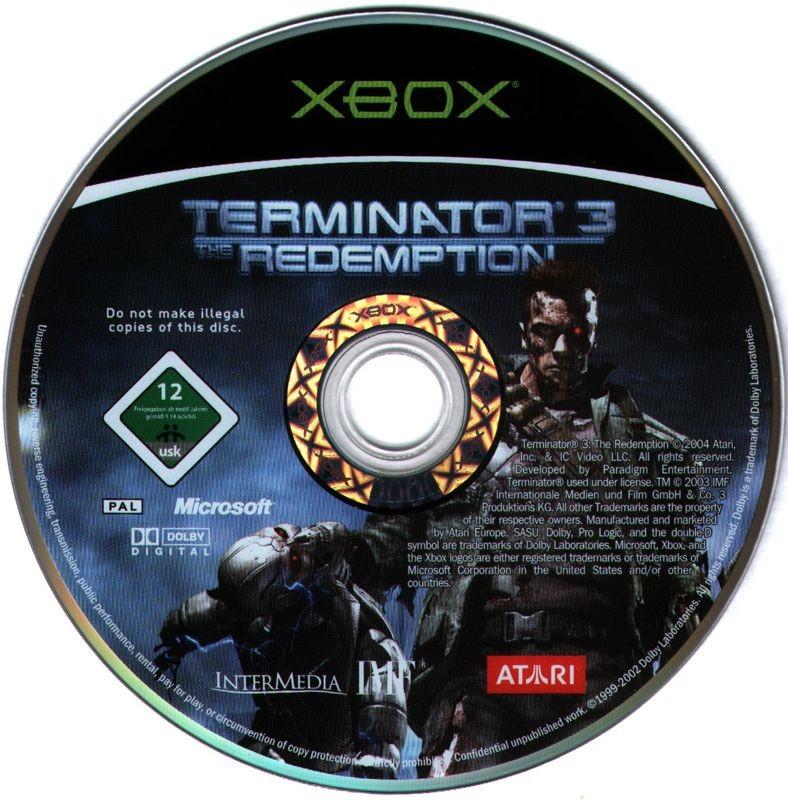 XBOX®
TERMINATOR® 3
THE REDEMPTION
XBOX™
Do not make illegal
copies of this disc.
12
Freigegeben ab zwölf Jahren
gemäß § 14 JuSchG
usk
PAL
Microsoft
DOLBY
DIGITAL
Terminator® 3: The Redemption © 2004 Atari,
Inc. & IC Video LLC. All rights reserved.
Developed by Paradigm Entertainment.
Terminator® used under license. TM © 2003 IMF
Internationale Medien und Film GmbH & Co. 3
Produktions KG. All other Trademarks are the property
of their respective owners. Manufactured and marketed
by Atari Europe, SASU. Dolby, Pro Logic, and the double-D
symbol are trademarks of Dolby Laboratories. Microsoft, Xbox, and
the Xbox logos are either registered trademarks or trademarks of
Microsoft Corporation in the United States and/or other
countries.
INTERMEDIA
IMF®
ATARI
Unauthorized copying, reverse engineering, transmission, public performance, rental, pay for play, or circumvention of copy protection is strictly prohibited. Confidential unpublished work. ©1999-2002 Dolby Laboratories. All rights reserved. Dolby is a trademark of Dolby Laboratories.